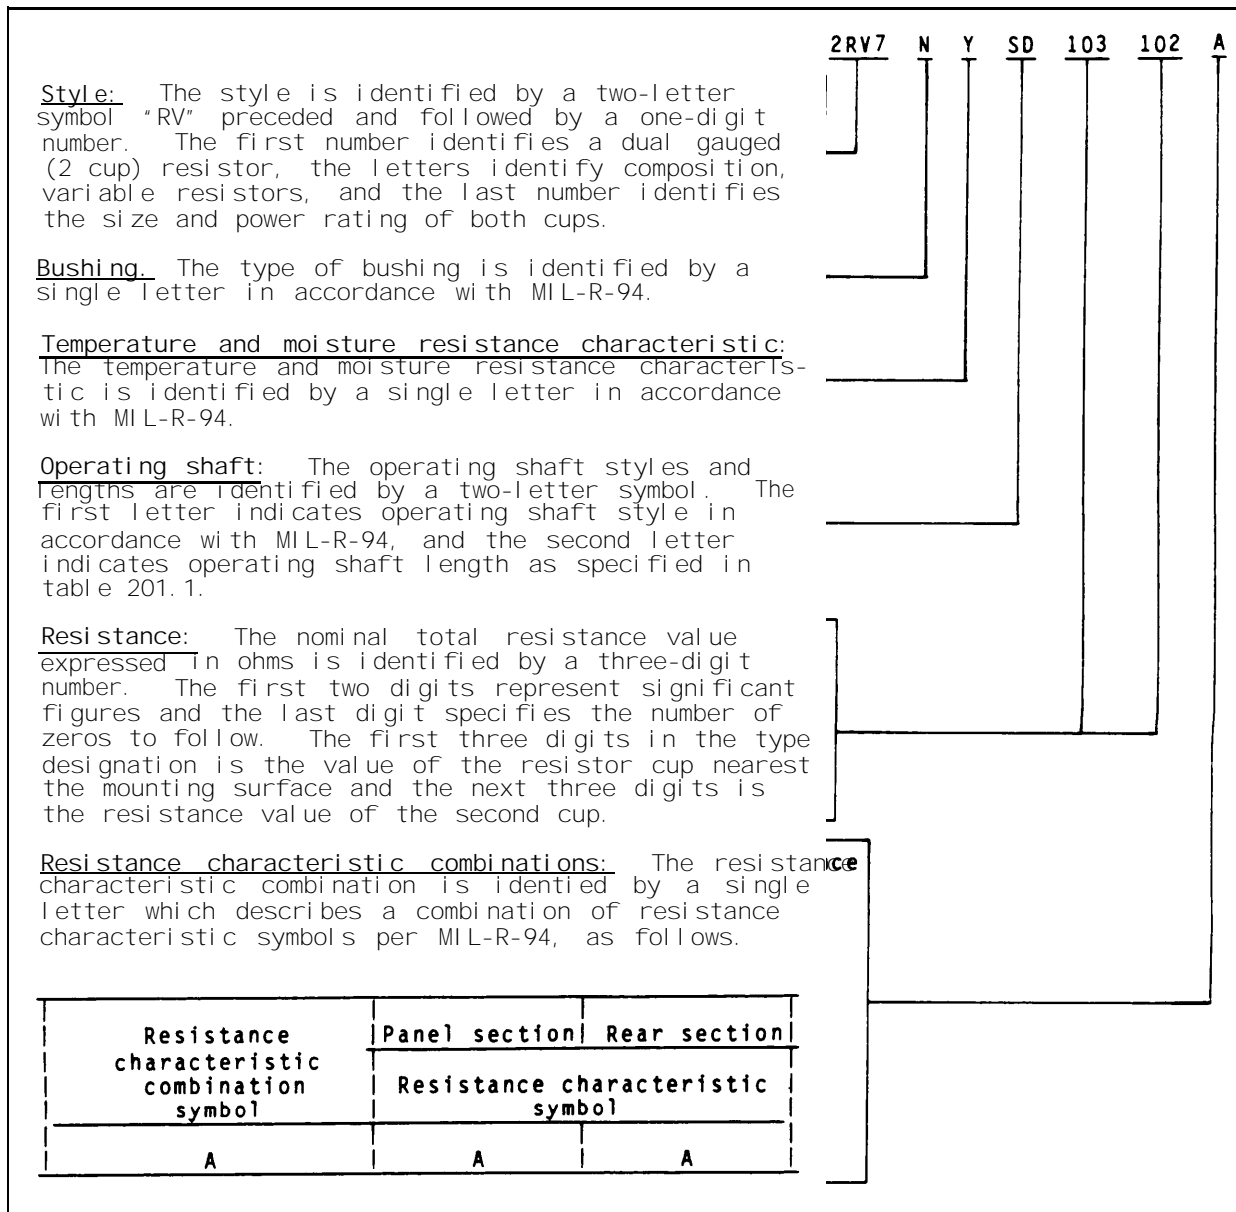 2RV7 N Y SD 103 102 A
Style: The style is identified by a two-letter
symbol "RV" preceded and followed by a one-digit
number. The first number identifies a dual gauged
(2 cup) resistor, the letters identify composition,
variable resistors, and the last number identifies
the size and power rating of both cups.
Bushing. The type of bushing is identified by a
single letter in accordance with MIL-R-94.
Temperature and moisture resistance characteristic:
The temperature and moisture resistance characteris-
tic is identified by a single letter in accordance
with MIL-R-94.
Operating shaft: The operating shaft styles and
lengths are identified by a two-letter symbol. The
first letter indicates operating shaft style in
accordance with MIL-R-94, and the second letter
indicates operating shaft length as specified in
table 201.1.
Resistance: The nominal total resistance value
expressed in ohms is identified by a three-digit
number. The first two digits represent significant
figures and the last digit specifies the number of
zeros to follow. The first three digits in the type
designation is the value of the resistor cup nearest
the mounting surface and the next three digits is
the resistance value of the second cup.
Resistance characteristic combinations: The resistance
characteristic combination is identied by a single
letter which describes a combination of resistance
characteristic symbols per MIL-R-94, as follows.
Resistance
characteristic
combination
symbol
Panel section Rear section
Resistance characteristic
symbol
A A A